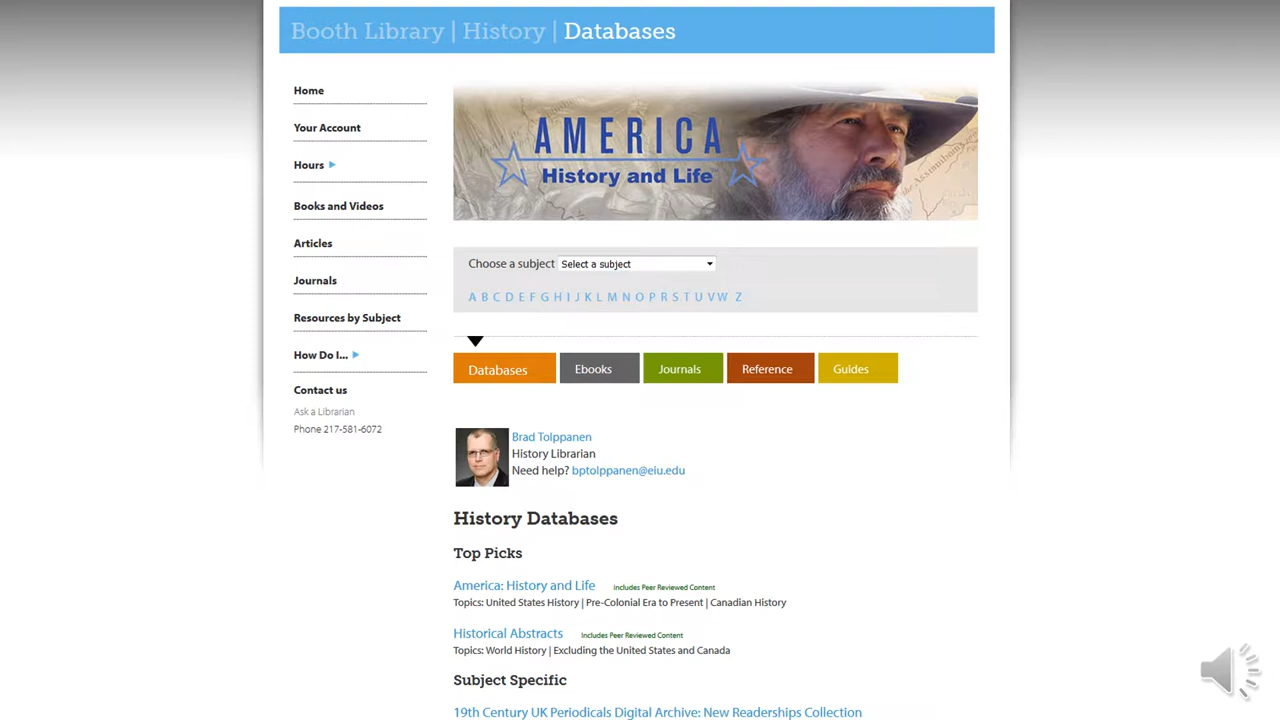 Booth Library | History | Databases
Home
Your Account
Hours
Books and Videos
Articles
Journals
Resources by Subject
How Do I...
Contact us
Ask a Librarian
Phone 217-581-6072
AMERICA
History and Life
Choose a subject Select a subject
A B C D E F G H I J K L M N O P R S T U V W Z
Databases Ebooks Journals Reference Guides
Brad Tolppanen
History Librarian
Need help? bptolppanen@eiu.edu
History Databases
Top Picks
America: History and Life Includes Peer Reviewed Content
Topics: United States History | Pre-Colonial Era to Present | Canadian History
Historical Abstracts Includes Peer Reviewed Content
Topics: World History | Excluding the United States and Canada
Subject Specific
19th Century UK Periodicals Digital Archive: New Readerships Collection